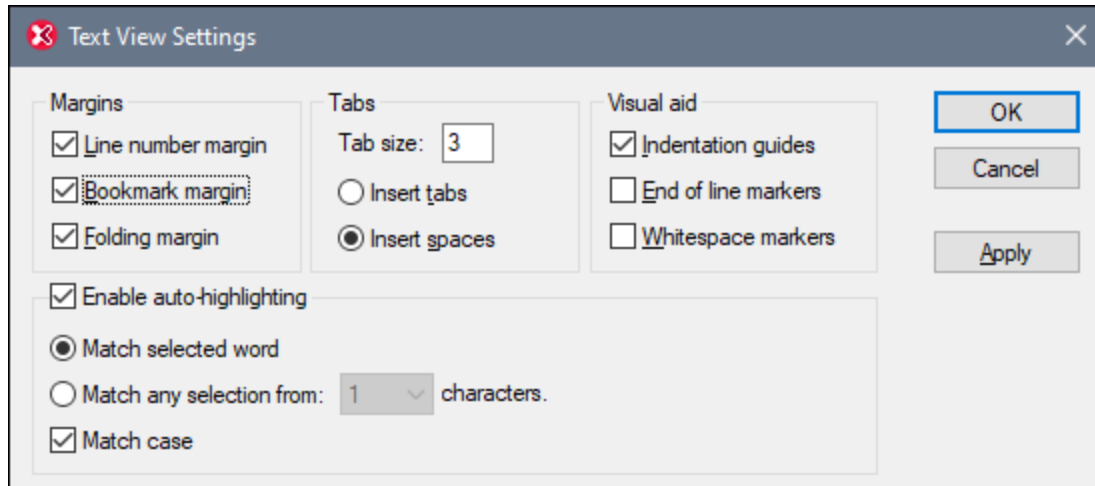 Text View Settings
Margins
Line number margin
Bookmark margin
Folding margin
Tabs
Tab size: 3
Insert tabs
Insert spaces
Visual aid
Indentation guides
End of line markers
Whitespace markers
OK
Cancel
Apply
Enable auto-highlighting
Match selected word
Match any selection from: 1 characters.
Match case